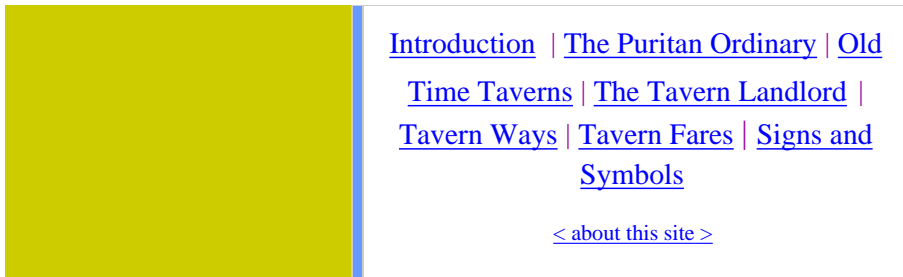 Introduction | The Puritan Ordinary | Old
Time Taverns | The Tavern Landlord |
Tavern Ways | Tavern Fares | Signs and
Symbols
< about this site >